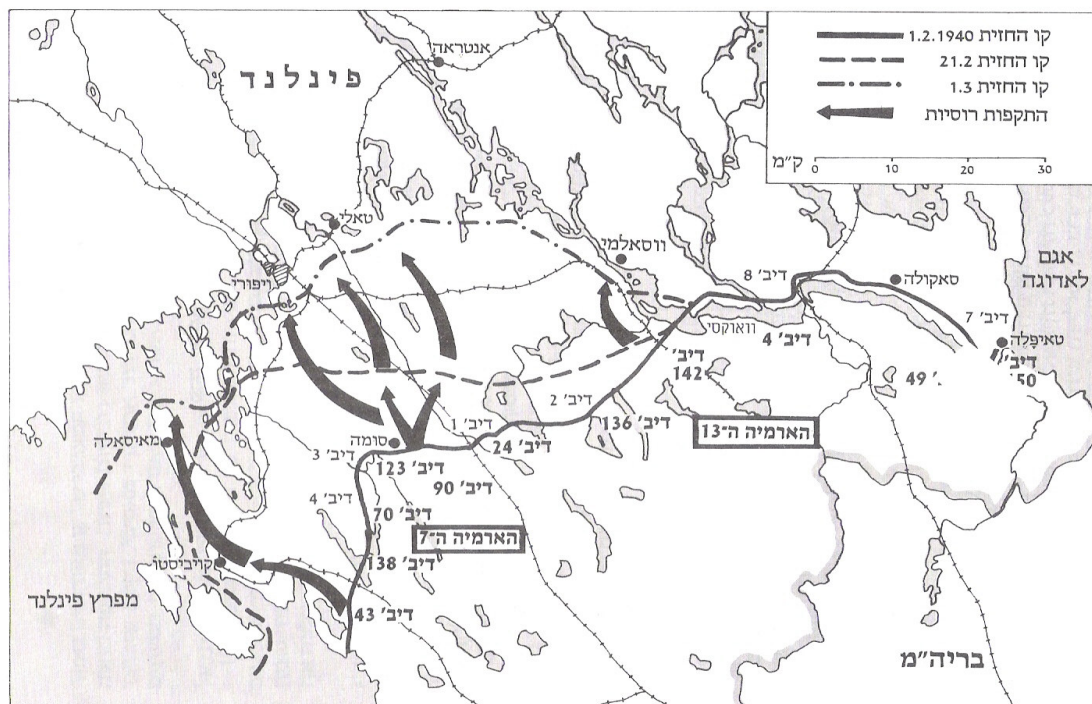 קו החזית 1.2.1940
קו החזית 21.2
קו החזית 1.3
התקפות רוסיות
ק"מ
0 10 20 30
אנטראה
פינלנד
טאלי
ויפורי
ווסאלמי
אגם
לאדוגה
סאקולה
דיב' 8
דיב' 7
וואוקסי
דיב' 4
טאיפלה
דיב'
50
49 '
דיב'
142
דיב' 2
דיב' 136
הארמיה ה־13
דיב' 1
דיב' 24
סומה
מאיסאלה
דיב' 3
דיב' 123
דיב' 90
דיב' 4
דיב' 70
הארמיה ה־7
דיב' 138
קויביסטו
דיב' 43
מפרץ פינלנד
בריה"מ